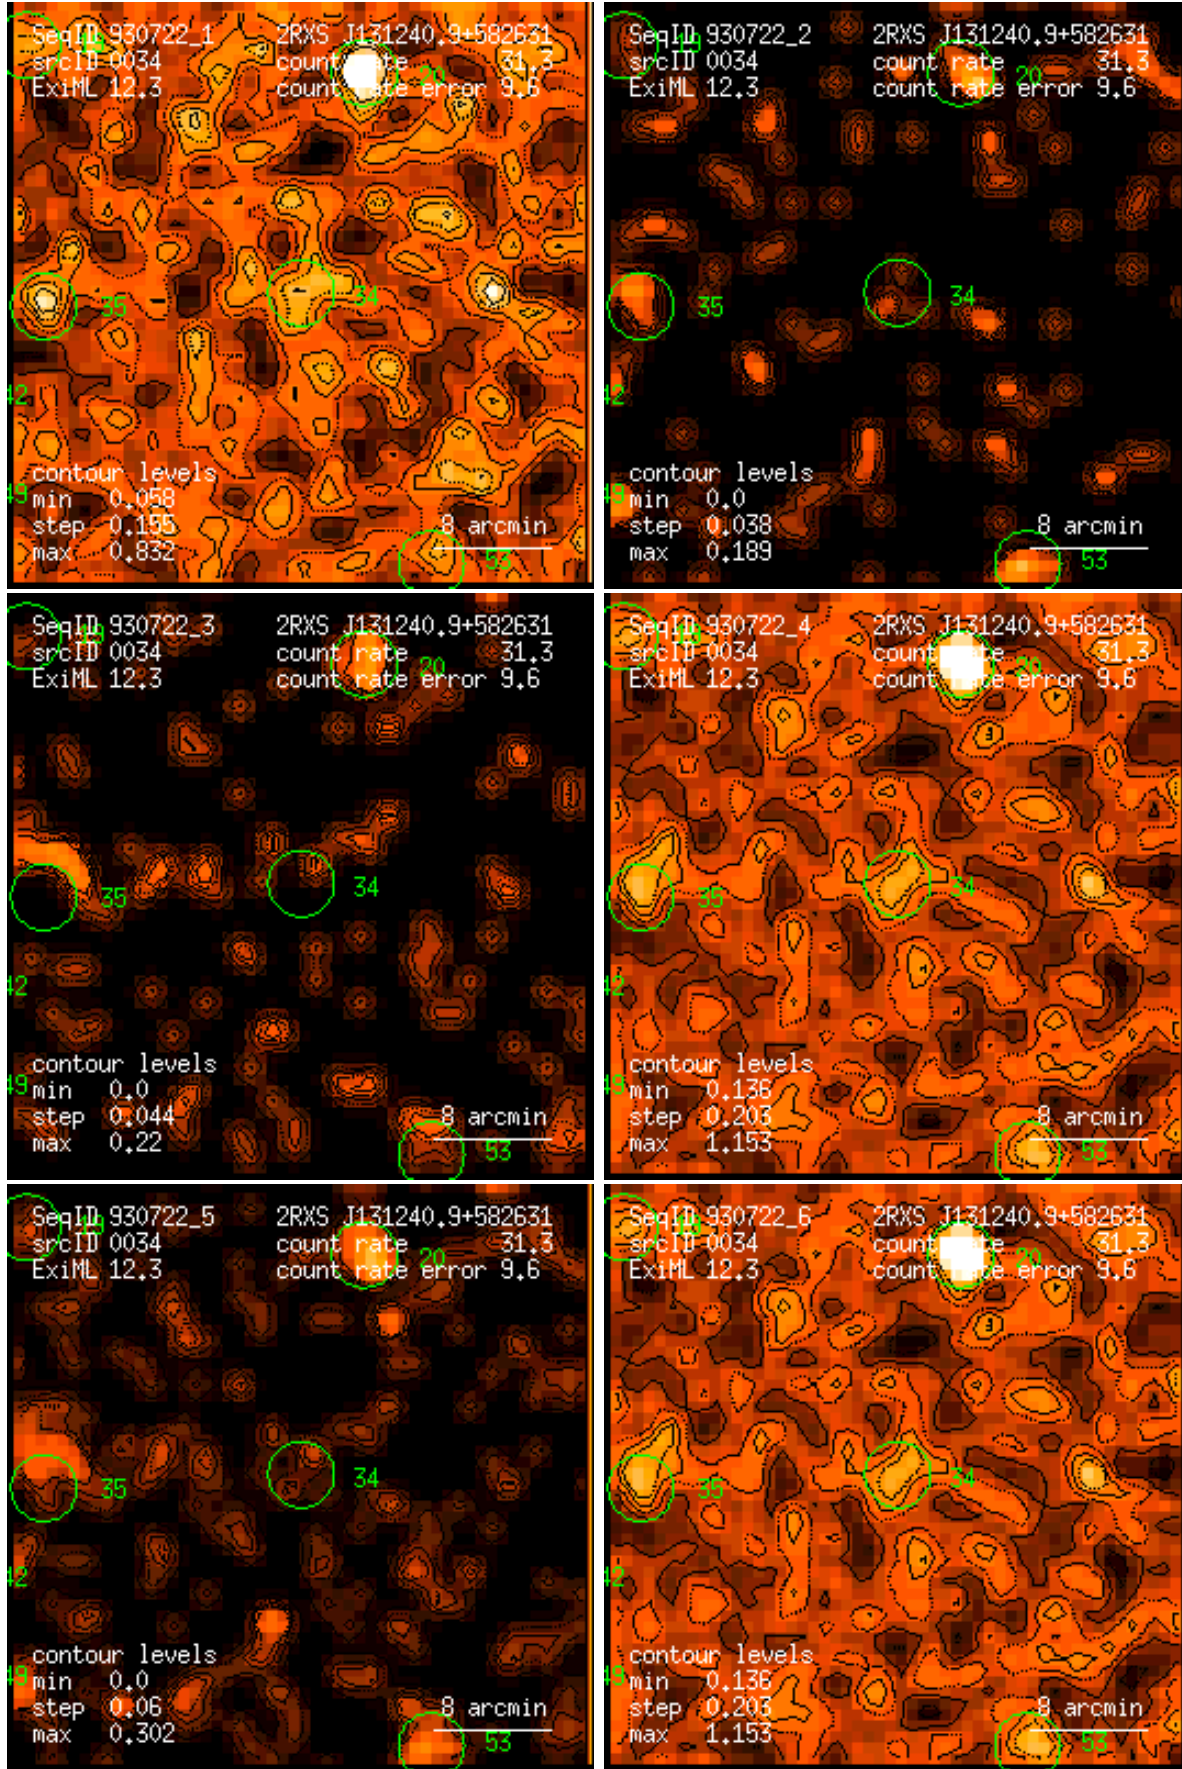 SeqID 930722_1 2RXS J131240.9+582631
srcID 0034 count rate 31.3
ExiML 12.3 count rate error 9.6
20
35
34
42
contour levels
49
min 0.058
step 0.155 8 arcmin
max 0.832 53
SeqID 930722_2 2RXS J131240.9+582631
srcID 0034 count rate 31.3
ExiML 12.3 count rate error 9.6
20
35
34
42
contour levels
49
min 0.0
step 0.038 8 arcmin
max 0.189 53
SeqID 930722_3 2RXS J131240.9+582631
srcID 0034 count rate 31.3
ExiML 12.3 count rate error 9.6
20
35
34
42
contour levels
49
min 0.0
step 0.044 8 arcmin
max 0.22 53
SeqID 930722_4 2RXS J131240.9+582631
srcID 0034 count rate 31.3
ExiML 12.3 count rate error 9.6
20
35
34
42
contour levels
49
min 0.136
step 0.203 8 arcmin
max 1.153 53
SeqID 930722_5 2RXS J131240.9+582631
srcID 0034 count rate 31.3
ExiML 12.3 count rate error 9.6
20
35
34
42
contour levels
49
min 0.0
step 0.06 8 arcmin
max 0.302 53
SeqID 930722_6 2RXS J131240.9+582631
srcID 0034 count rate 31.3
ExiML 12.3 count rate error 9.6
20
35
34
42
contour levels
49
min 0.136
step 0.203 8 arcmin
max 1.153 53